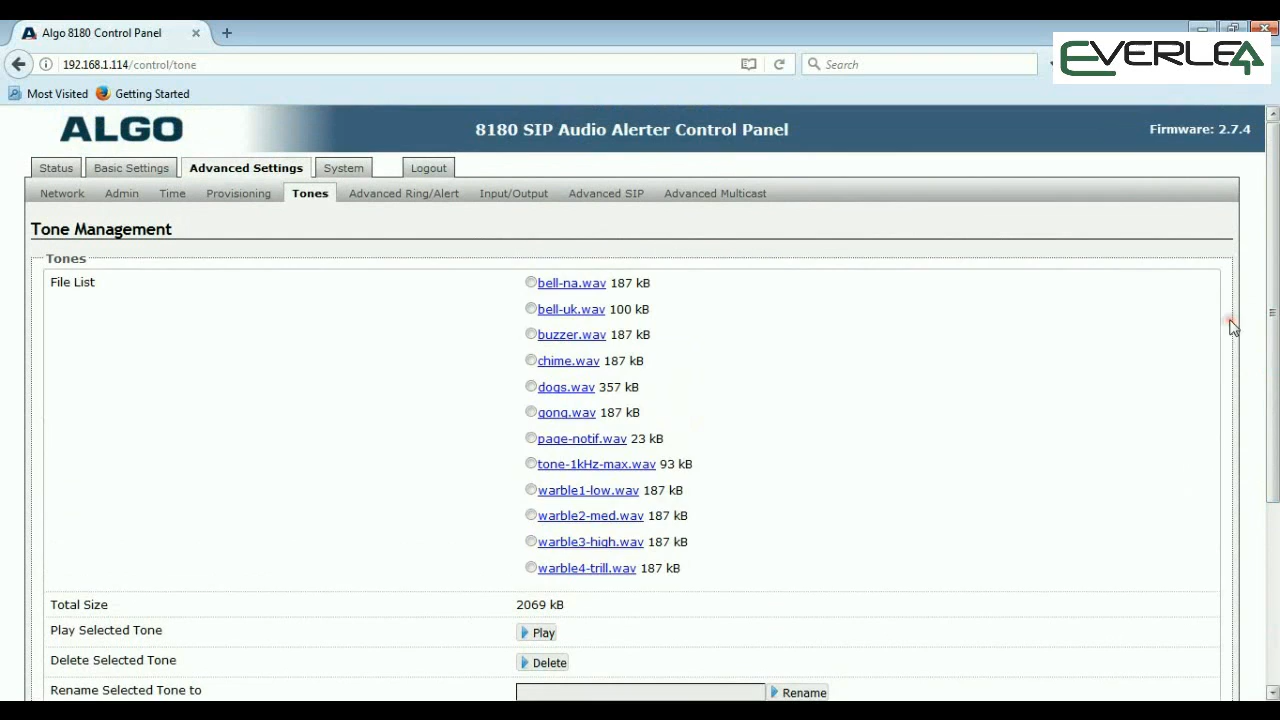 Algo 8180 Control Panel
192.168.1.114/control/tone
Search
EVERLEA
Most Visited
Getting Started
ALGO
8180 SIP Audio Alerter Control Panel
Firmware: 2.7.4
Status
Basic Settings
Advanced Settings
System
Logout
Network
Admin
Time
Provisioning
Tones
Advanced Ring/Alert
Input/Output
Advanced SIP
Advanced Multicast
Tone Management
Tones
File List
bell-na.wav 187 kB
bell-uk.wav 100 kB
buzzer.wav 187 kB
chime.wav 187 kB
dogs.wav 357 kB
gong.wav 187 kB
page-notif.wav 23 kB
tone-1kHz-max.wav 93 kB
warble1-low.wav 187 kB
warble2-med.wav 187 kB
warble3-high.wav 187 kB
warble4-trill.wav 187 kB
Total Size 2069 kB
Play Selected Tone Play
Delete Selected Tone Delete
Rename Selected Tone to Rename